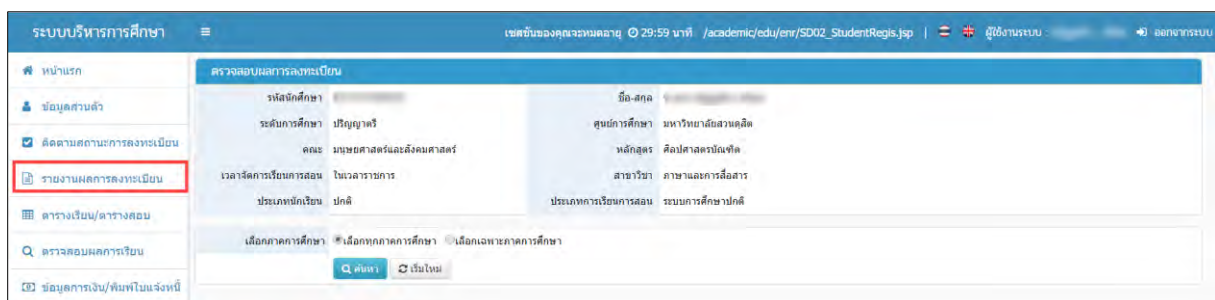 ระบบบริหารการศึกษา
เซสชันของคุณจะหมดอายุ 29:59 นาที /academic/edu/enr/SD02_StudentRegis.jsp | ผู้ใช้งานระบบ : ออกจากระบบ
หน้าแรก
ข้อมูลส่วนตัว
ติดตามสถานะการลงทะเบียน
รายงานผลการลงทะเบียน
ตารางเรียน/ตารางสอบ
ตรวจสอบผลการเรียน
ข้อมูลการเงิน/พิมพ์ใบแจ้งหนี้
ตรวจสอบผลการลงทะเบียน
รหัสนักศึกษา ชื่อ-สกุล
ระดับการศึกษา ปริญญาตรี ศูนย์การศึกษา มหาวิทยาลัยสวนดุสิต
คณะ มนุษยศาสตร์และสังคมศาสตร์ หลักสูตร ศิลปศาสตรบัณฑิต
เวลาจัดการเรียนการสอน ในเวลาราชการ สาขาวิชา ภาษาและการสื่อสาร
ประเภทนักเรียน ปกติ ประเภทการเรียนการสอน ระบบการศึกษาปกติ
เลือกภาคการศึกษา เลือกทุกภาคการศึกษา เลือกเฉพาะภาคการศึกษา
ค้นหา เริ่มใหม่